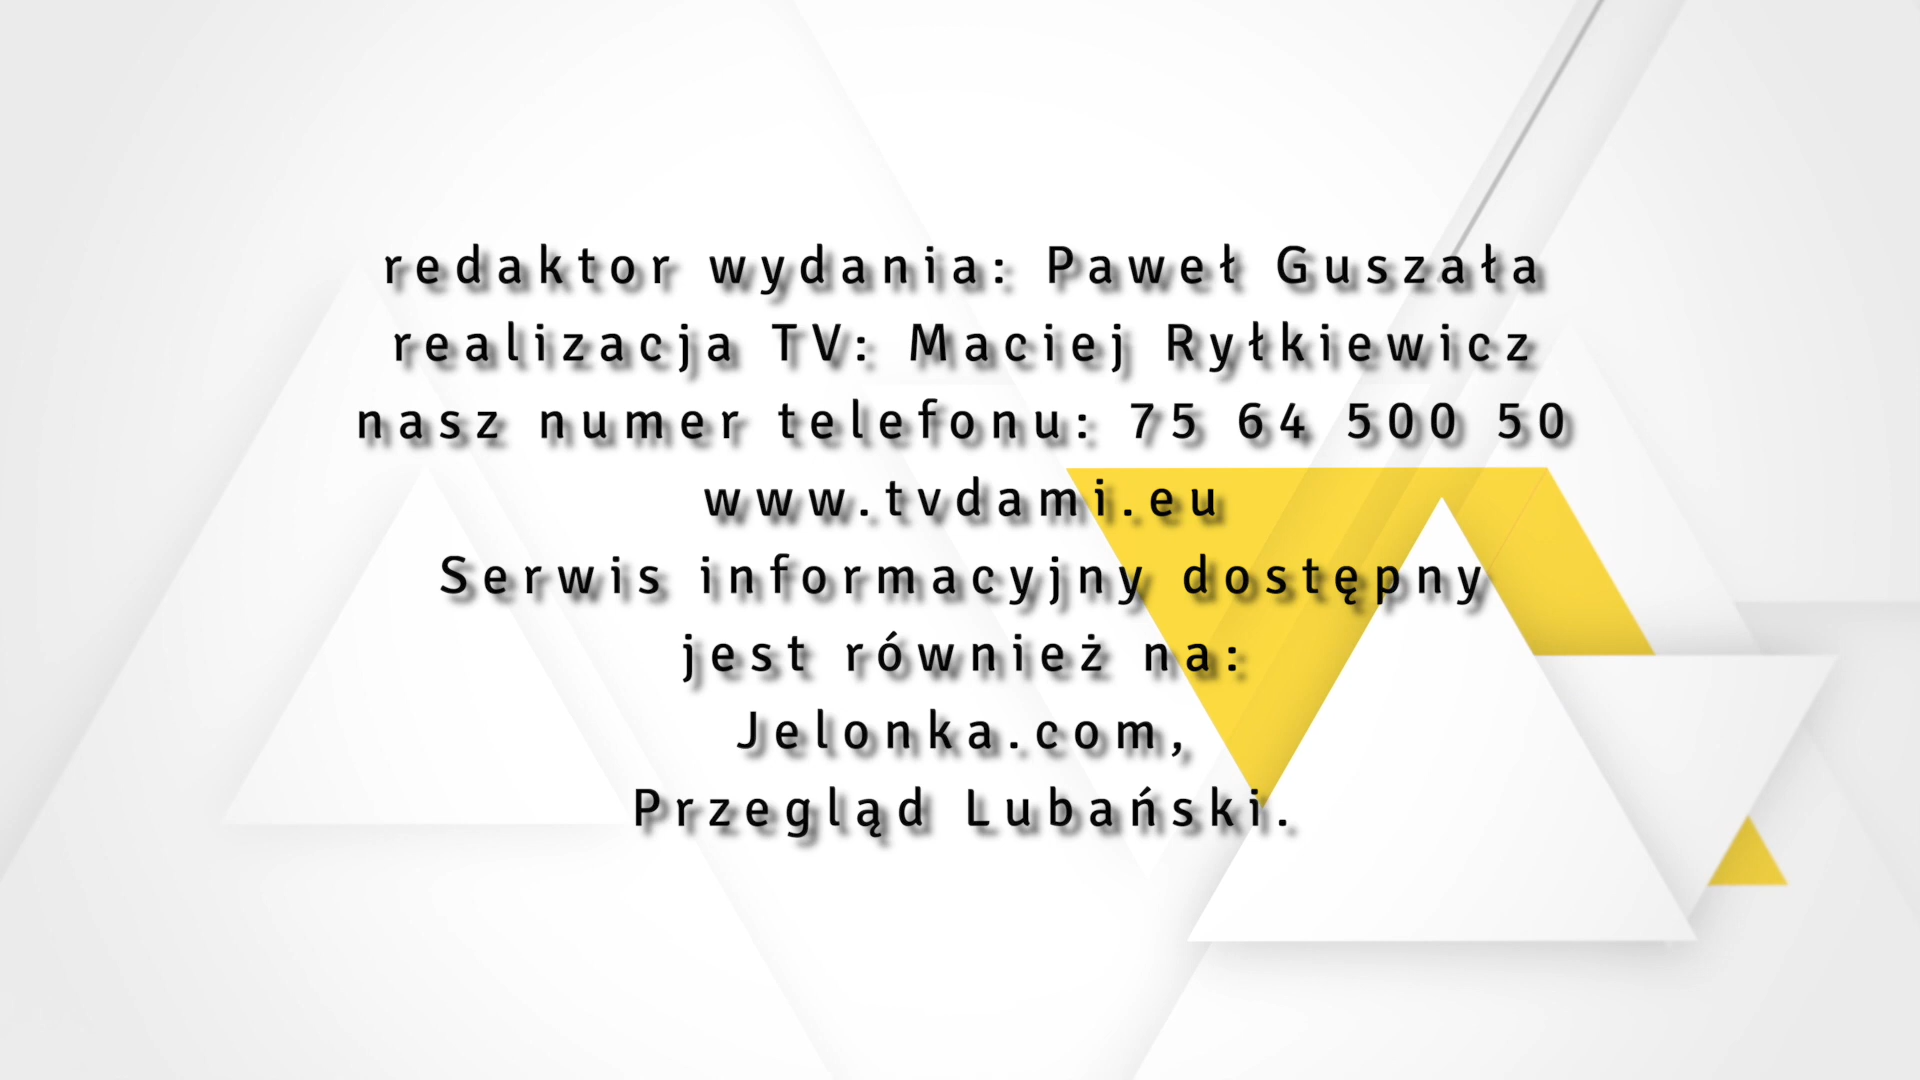 redaktor wydania: Paweł Guszała
realizacja TV: Maciej Ryłkiewicz
nasz numer telefonu: 75 64 500 50
www.tvdami.eu
Serwis informacyjny dostępny
jest również na:
Jelonka.com,
Przegląd Lubański.